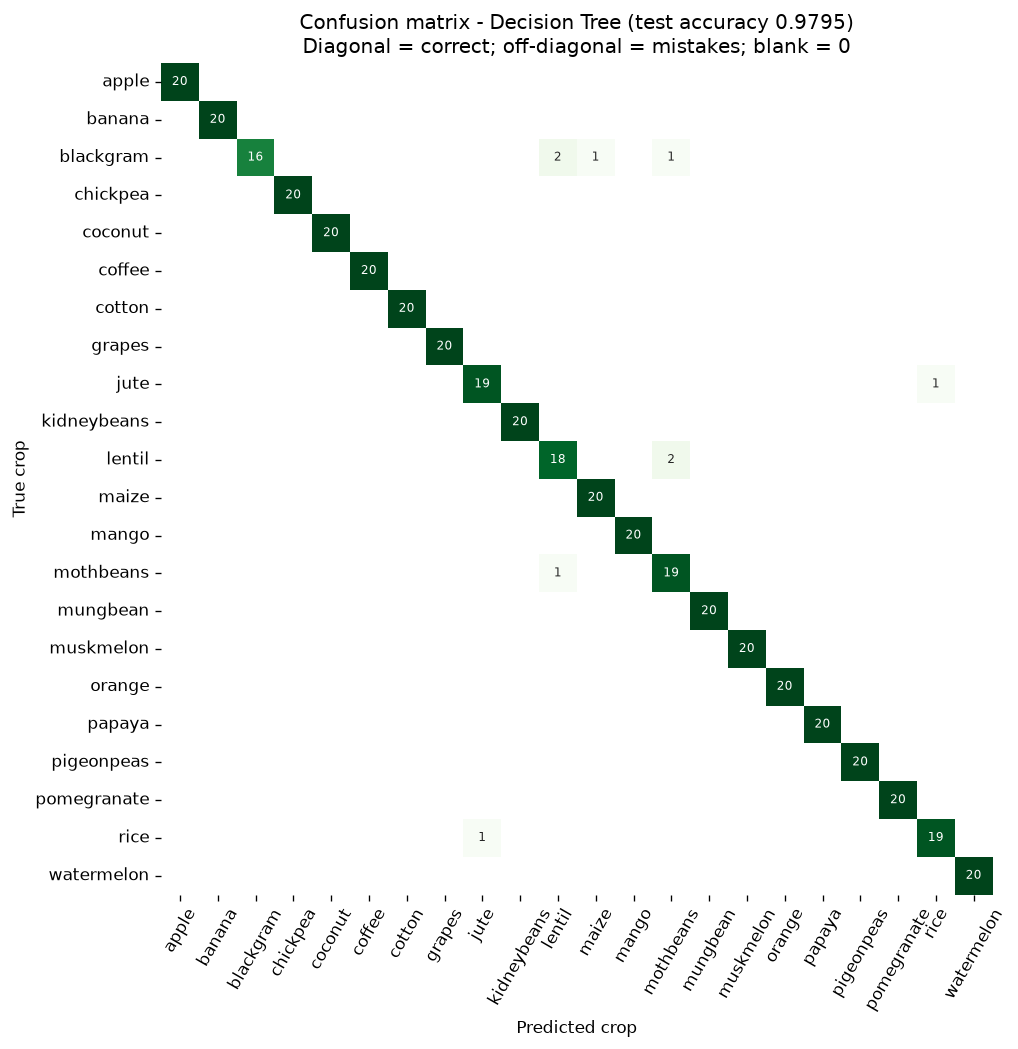 Confusion matrix - Decision Tree (test accuracy 0.9795)
Diagonal = correct; off-diagonal = mistakes; blank = 0
apple 20
banana 20
blackgram 16 2 1 1
chickpea 20
coconut 20
coffee 20
cotton 20
grapes 20
jute 19 1
kidneybeans 20
lentil 18 2
maize 20
mango 20
mothbeans 1 19
mungbean 20
muskmelon 20
orange 20
papaya 20
pigeonpeas 20
pomegranate 20
rice 1 19
watermelon 20
True crop
apple banana blackgram chickpea coconut coffee cotton grapes jute kidneybeans lentil maize mango mothbeans mungbean muskmelon orange papaya pigeonpeas pomegranate rice watermelon
Predicted crop